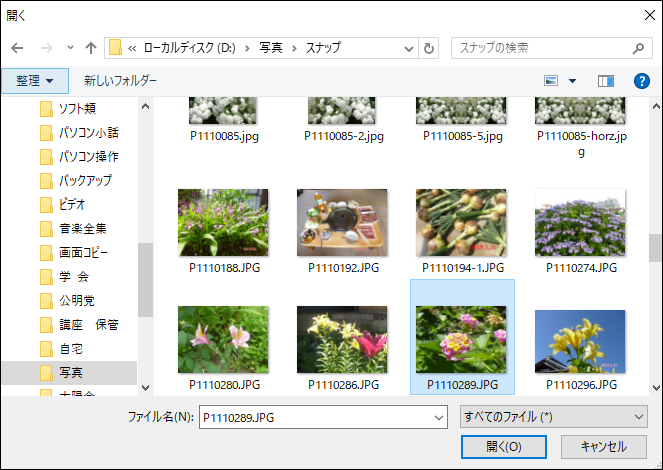 開く
« ローカルディスク (D:) › 写真 › スナップ
スナップの検索
整理
新しいフォルダー
?
ソフト類
パソコン小話
パソコン操作
バックアップ
ビデオ
音楽全集
画面コピー
学 会
公明党
講座　保管
自宅
写真
P1110085.jpg
P1110085-2.jpg
P1110085-5.jpg
P1110085-horz.jp
g
P1110188.JPG
P1110192.JPG
P1110194-1.JPG
P1110274.JPG
P1110280.JPG
P1110286.JPG
P1110289.JPG
P1110296.JPG
ファイル名(N):
P1110289.JPG
すべてのファイル (*)
開く(O)
キャンセル